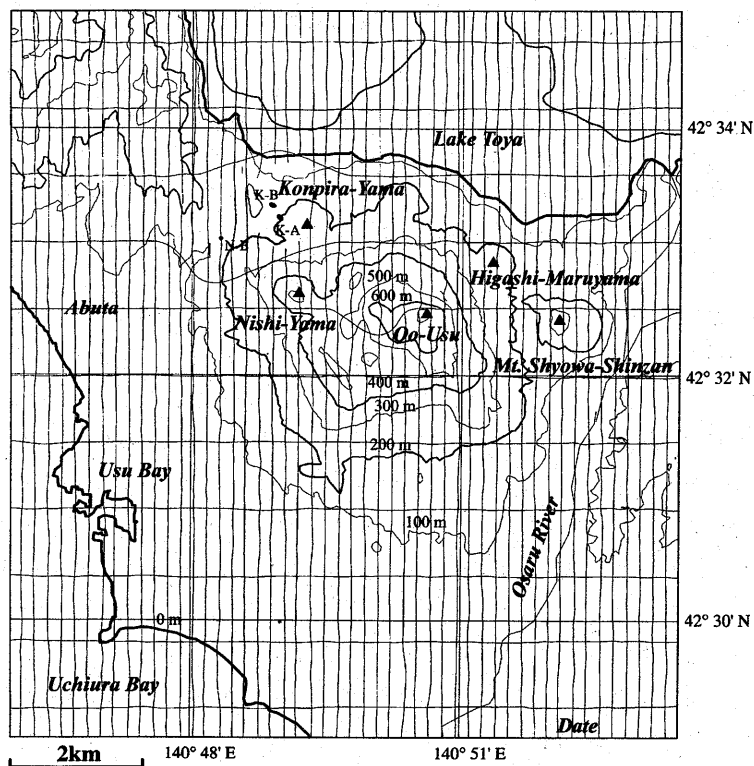 42° 34' N
Lake Toya
K-B
Konpira-Yama
K-A
N-B
500 m
600 m
Higashi-Maruyama
Abuta
Nishi-Yama
Oo-Usu
Mt. Shyowa-Shinzan
400 m
42° 32' N
300 m
200 m
Usu Bay
100 m
Osaru River
0 m
42° 30' N
Uchiura Bay
Date
2km
140° 48' E
140° 51' E